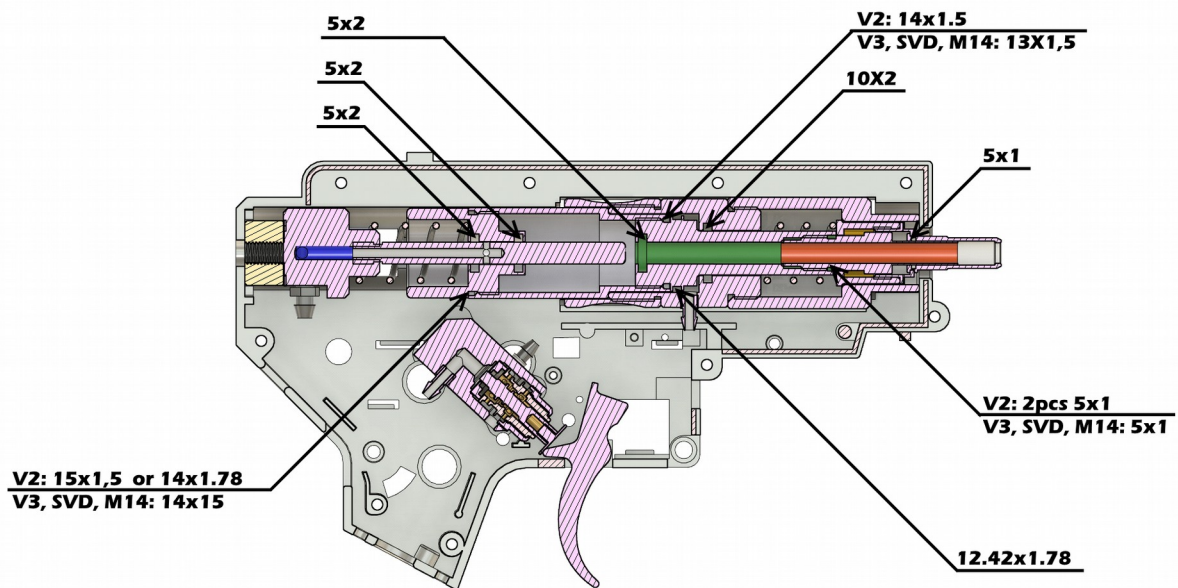 5x2
V2: 14x1.5
V3, SVD, M14: 13X1,5
5x2
10X2
5x2
5x1
V2: 2pcs 5x1
V3, SVD, M14: 5x1
V2: 15x1,5 or 14x1.78
V3, SVD, M14: 14x15
12.42x1.78